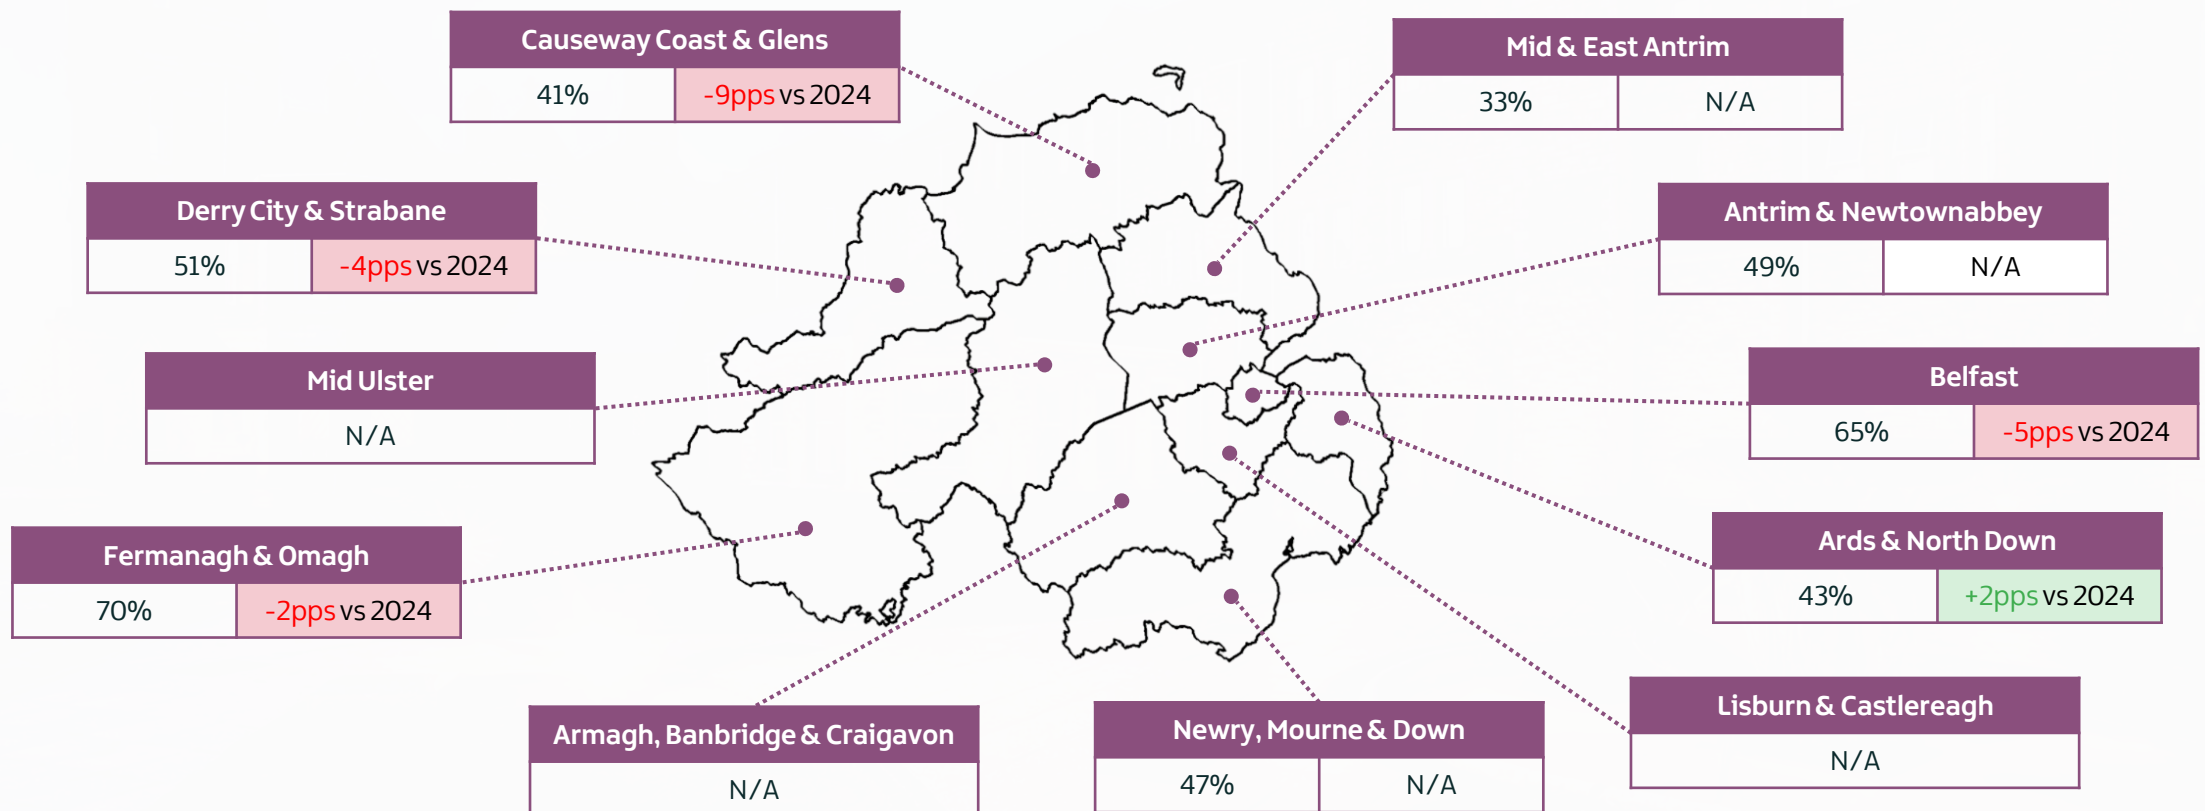 Causeway Coast & Glens
41% -9pps vs 2024
Mid & East Antrim
33% N/A
Derry City & Strabane
51% -4pps vs 2024
Antrim & Newtownabbey
49% N/A
Mid Ulster
N/A
Belfast
65% -5pps vs 2024
Fermanagh & Omagh
70% -2pps vs 2024
Ards & North Down
43% +2pps vs 2024
Armagh, Banbridge & Craigavon
N/A
Newry, Mourne & Down
47% N/A
Lisburn & Castlereagh
N/A